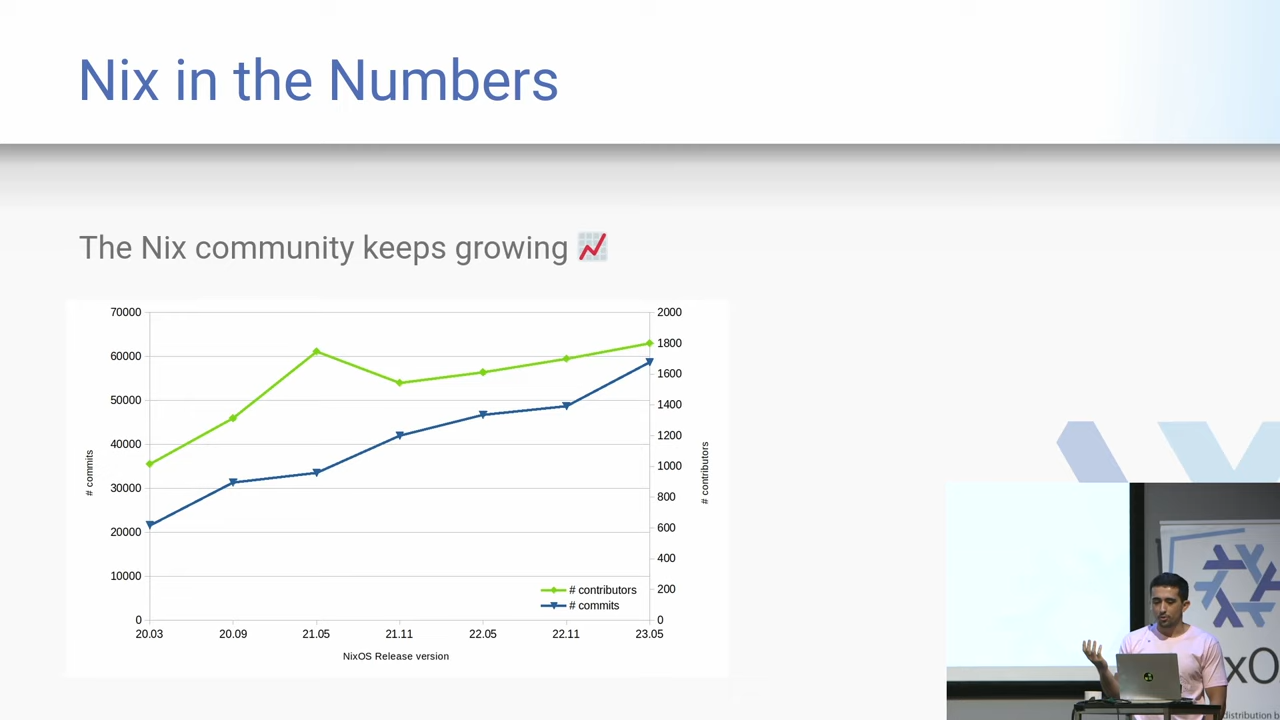 Nix in the Numbers
The Nix community keeps growing
70000
60000
50000
40000
30000
20000
10000
0
# commits
2000
1800
1600
1400
1200
1000
800
600
400
200
0
# contributors
# contributors
# commits
20.03 20.09 21.05 21.11 22.05 22.11 23.05
NixOS Release version
xO
distribution b